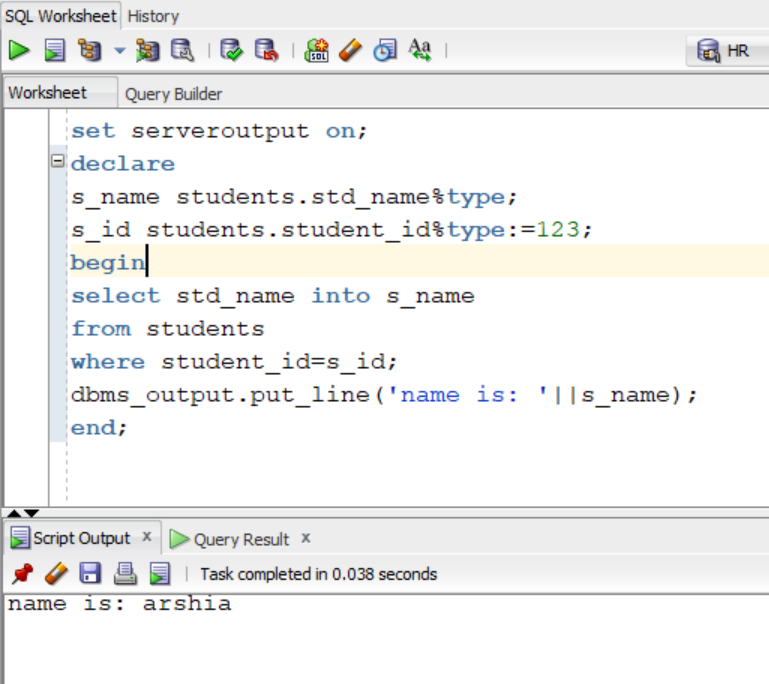 SQL Worksheet History
SQL Aa HR
Worksheet Query Builder
set serveroutput on;
declare
s_name students.std_name%type;
s_id students.student_id%type:=123;
begin
select std_name into s_name
from students
where student_id=s_id;
dbms_output.put_line('name is: '||s_name);
end;
Script Output x Query Result x
Task completed in 0.038 seconds
name is: arshia